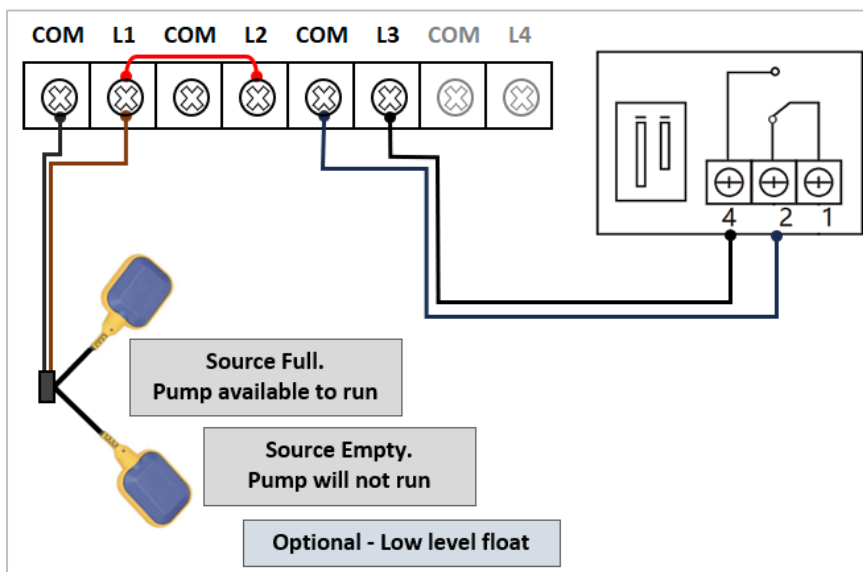 COM L1 COM L2 COM L3 COM L4
4 2 1
Source Full.
Pump available to run
Source Empty.
Pump will not run
Optional - Low level float